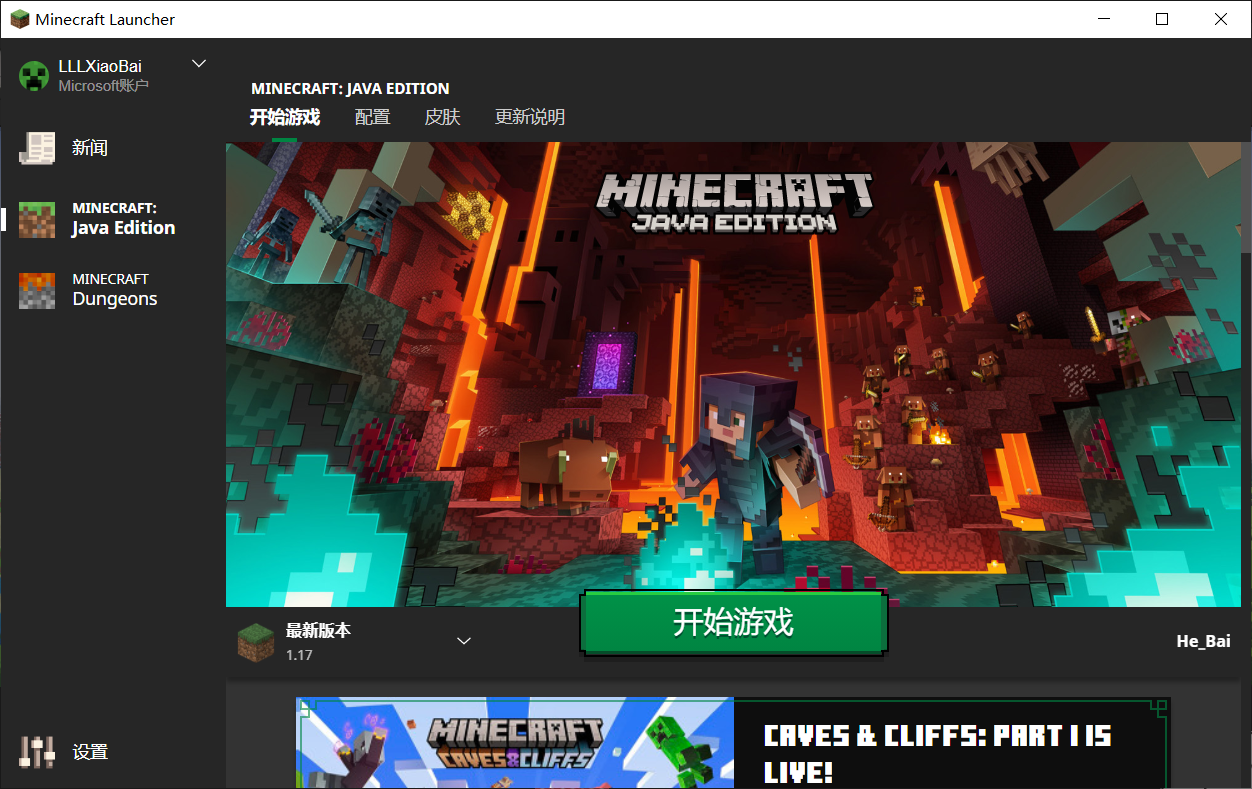 Minecraft Launcher
LLLXiaoBai
Microsoft账户
新闻
MINECRAFT:
Java Edition
MINECRAFT
Dungeons
设置
MINECRAFT: JAVA EDITION
开始游戏 配置 皮肤 更新说明
MINECRAFT
JAVA EDITION
最新版本
1.17
开始游戏
He_Bai
MINECRAFT
CAVES & CLIFFS
CAVES & CLIFFS: PART I IS
LIVE!